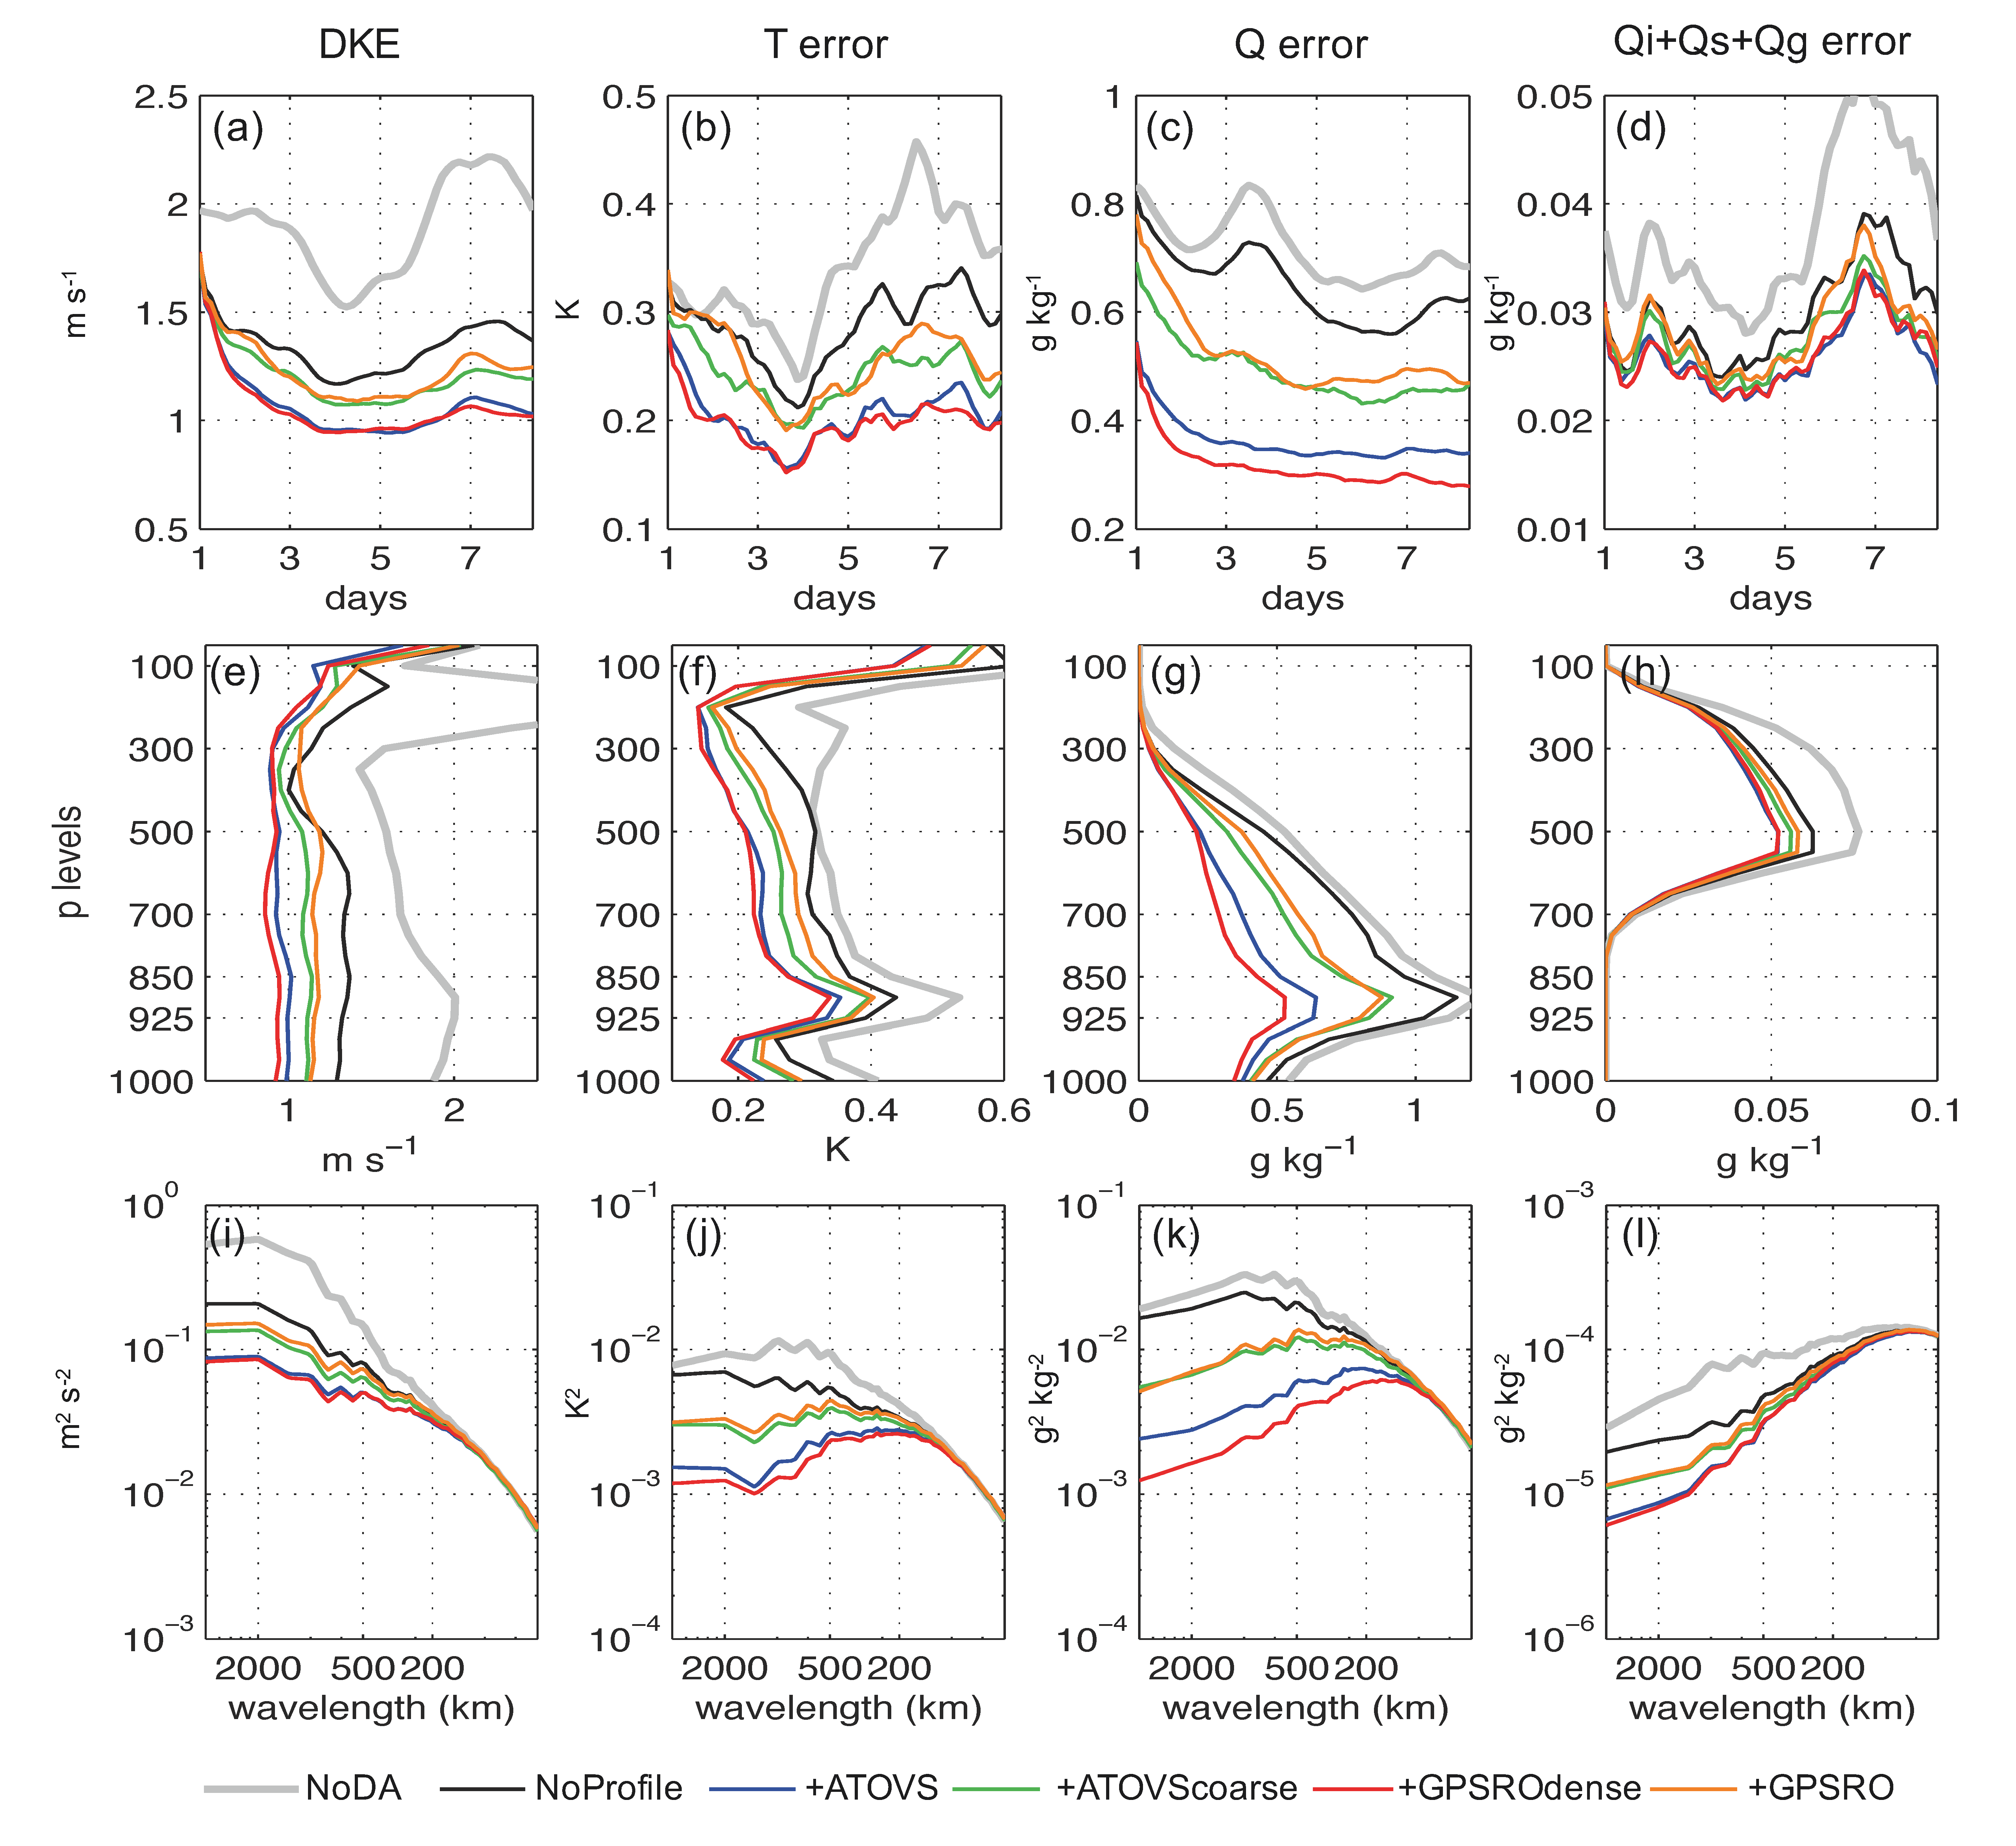 DKE T error Q error Qi+Qs+Qg error
2.5 0.5 1 0.05
(a) (b) (c) (d)
2 0.4 0.8 0.04
m s-1 K g kg-1 g kg-1
1.5 0.3 0.6 0.03
1 0.2 0.4 0.02
0.5 0.1 0.2 0.01
1 3 5 7 1 3 5 7 1 3 5 7 1 3 5 7
days days days days
(e) (f) (g) (h)
100 100 100 100
300 300 300 300
p levels
500 500 500 500
700 700 700 700
850 850 850 850
925 925 925 925
1000 1000 1000 1000
1 2 0.2 0.4 0.6 0 0.5 1 0 0.05 0.1
m s−1 K g kg−1 g kg−1
10^0 10^−1 10^−1 10^−3
(i) (j) (k) (l)
10^−1 10^−2 10^−2 10^−4
m2 s-2 K2 g2 kg-2 g2 kg-2
10^−2 10^−3 10^−3 10^−5
10^−3 10^−4 10^−4 10^−6
2000 500 200 2000 500 200 2000 500 200 2000 500 200
wavelength (km) wavelength (km) wavelength (km) wavelength (km)
NoDA NoProfile +ATOVS +ATOVScoarse +GPSROdense +GPSRO